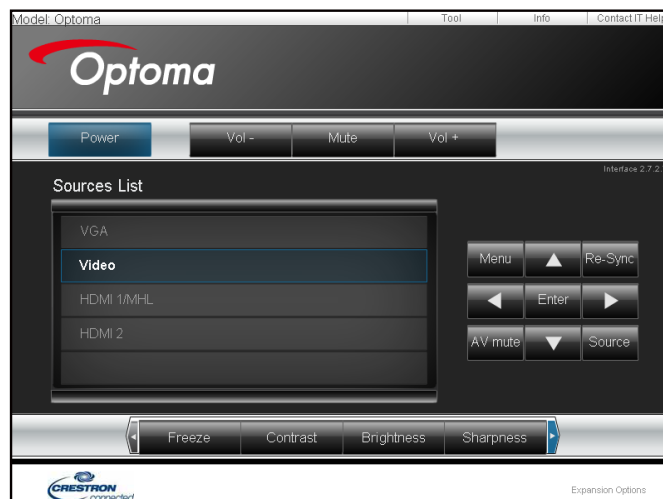 Model: Optoma
Tool
Info
Contact IT Help
Optoma
Power
Vol -
Mute
Vol +
Interface 2.7.2.
Sources List
VGA
Video
HDMI 1/MHL
HDMI 2
Menu
Re-Sync
Enter
AV mute
Source
Freeze
Contrast
Brightness
Sharpness
CRESTRON
connected
Expansion Options